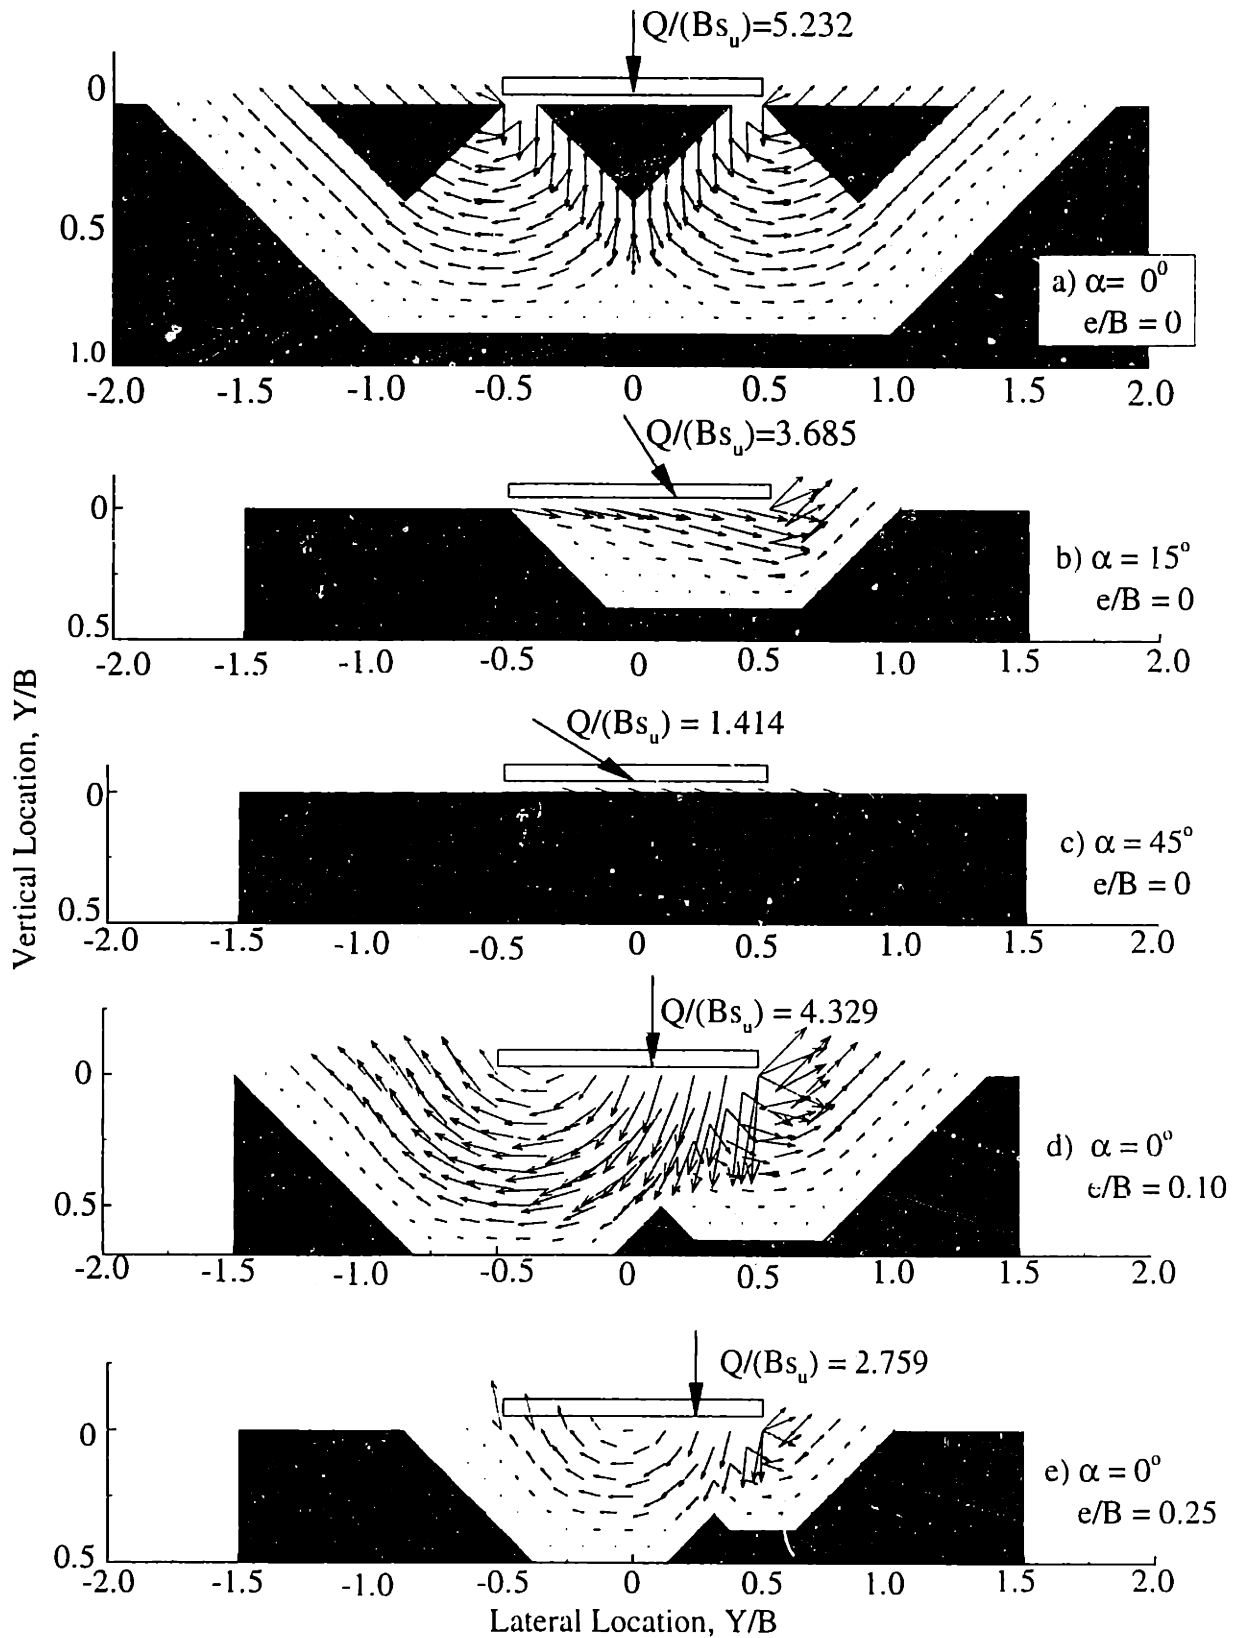 Q/(Bs_u)=5.232
0
0.5
1.0
a) α= 0°
e/B = 0
-2.0 -1.5 -1.0 -0.5 0 0.5 1.0 1.5 2.0
Q/(Bs_u)=3.685
0
0.5
b) α = 15°
e/B = 0
-2.0 -1.5 -1.0 -0.5 0 0.5 1.0 1.5 2.0
Q/(Bs_u) = 1.414
0
0.5
c) α = 45°
e/B = 0
-2.0 -1.5 -1.0 -0.5 0 0.5 1.0 1.5 2.0
Vertical Location, Y/B
Q/(Bs_u) = 4.329
0
0.5
d) α = 0°
e/B = 0.10
-2.0 -1.5 -1.0 -0.5 0 0.5 1.0 1.5 2.0
Q/(Bs_u) = 2.759
0
0.5
e) α = 0°
e/B = 0.25
-2.0 -1.5 -1.0 -0.5 0 0.5 1.0 1.5 2.0
Lateral Location, Y/B